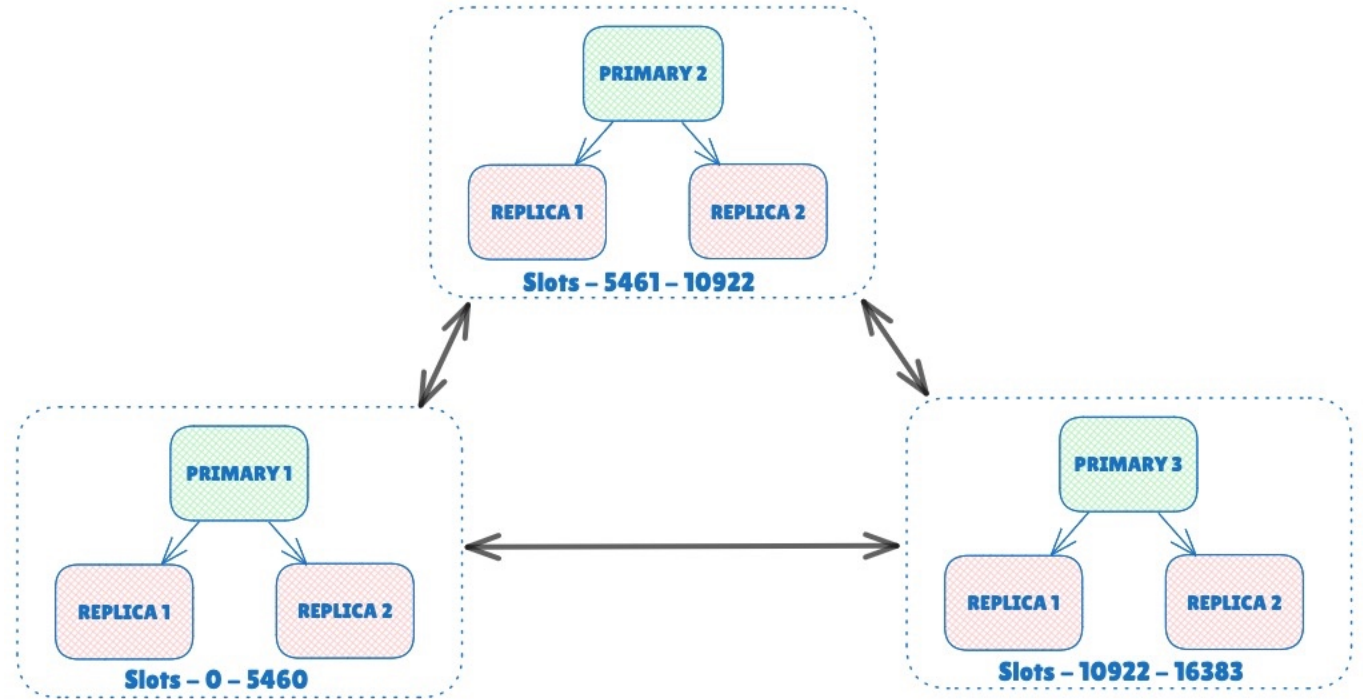 PRIMARY 2
REPLICA 1
REPLICA 2
Slots – 5461 – 10922
PRIMARY 1
REPLICA 1
REPLICA 2
Slots – 0 – 5460
PRIMARY 3
REPLICA 1
REPLICA 2
Slots – 10922 – 16383